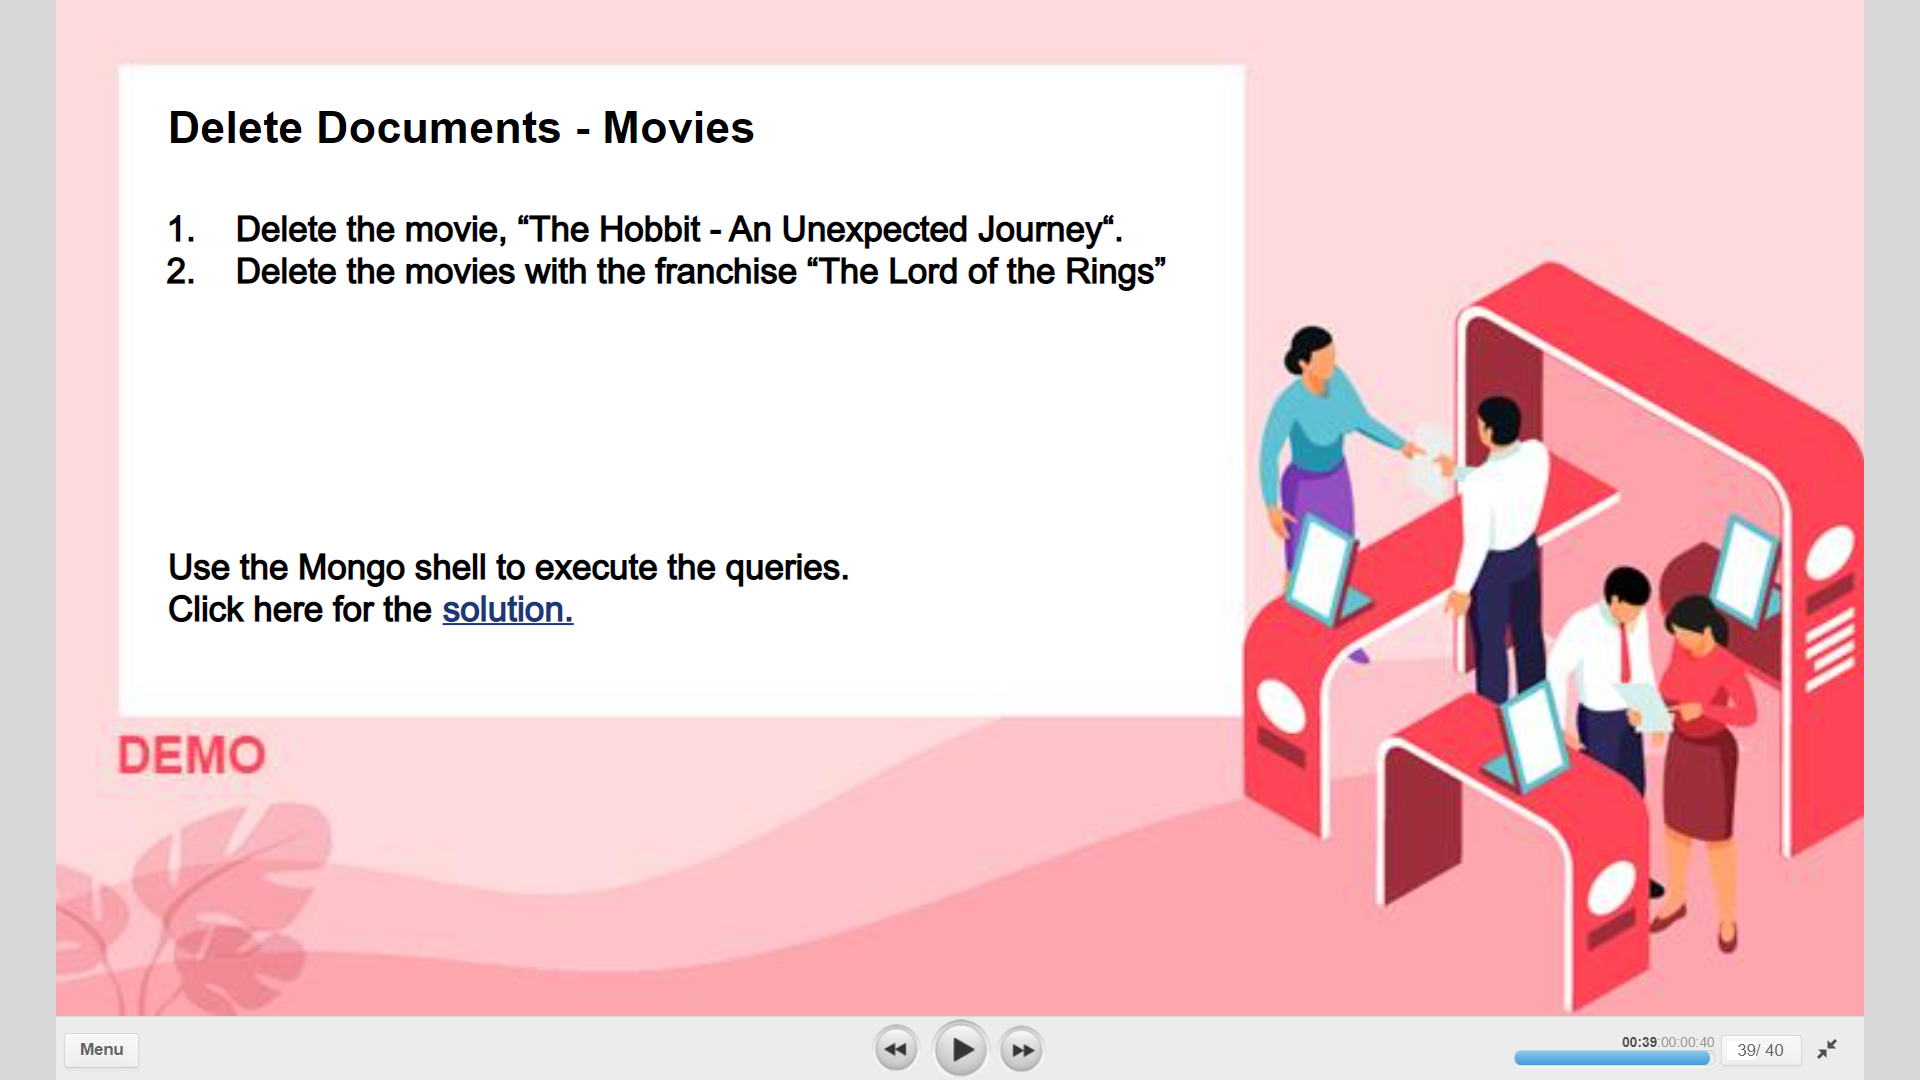 Delete Documents - Movies
1. Delete the movie, “The Hobbit - An Unexpected Journey“.
2. Delete the movies with the franchise “The Lord of the Rings”
Use the Mongo shell to execute the queries.
Click here for the solution.
DEMO
Menu
00:39:00:00:40
39/ 40